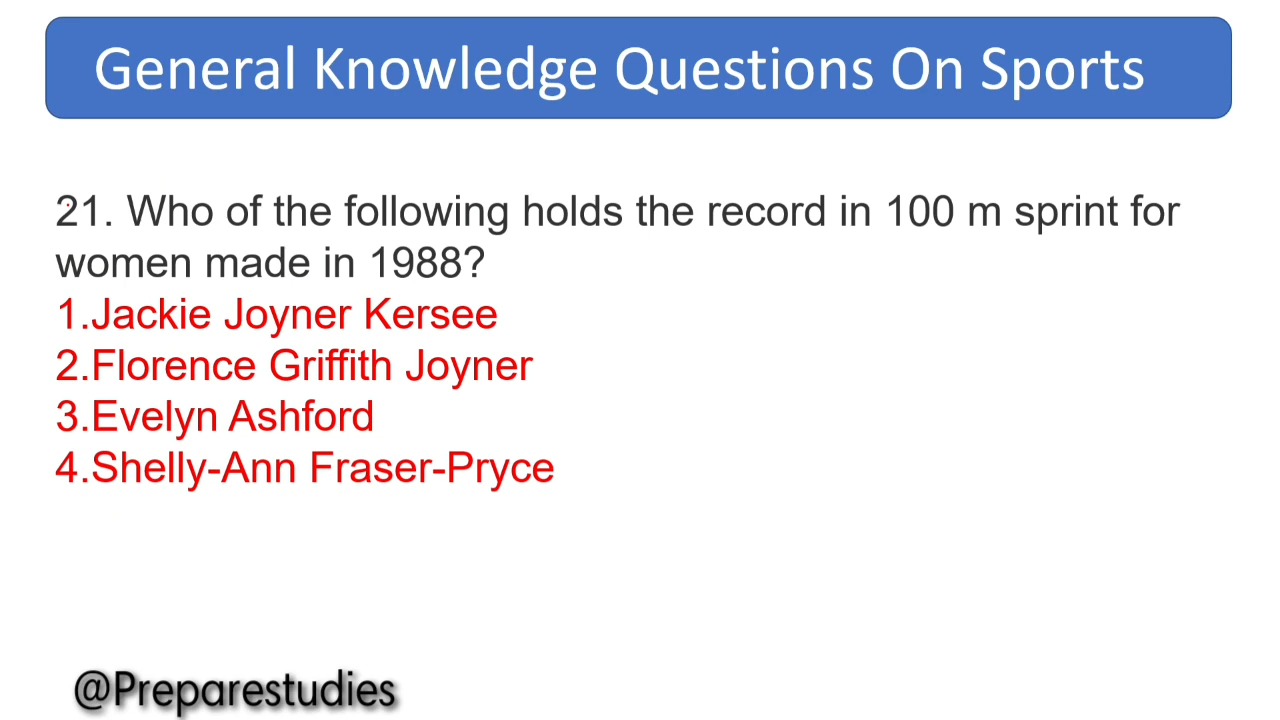 General Knowledge Questions On Sports
21. Who of the following holds the record in 100 m sprint for
women made in 1988?
1.Jackie Joyner Kersee
2.Florence Griffith Joyner
3.Evelyn Ashford
4.Shelly-Ann Fraser-Pryce
@Preparestudies